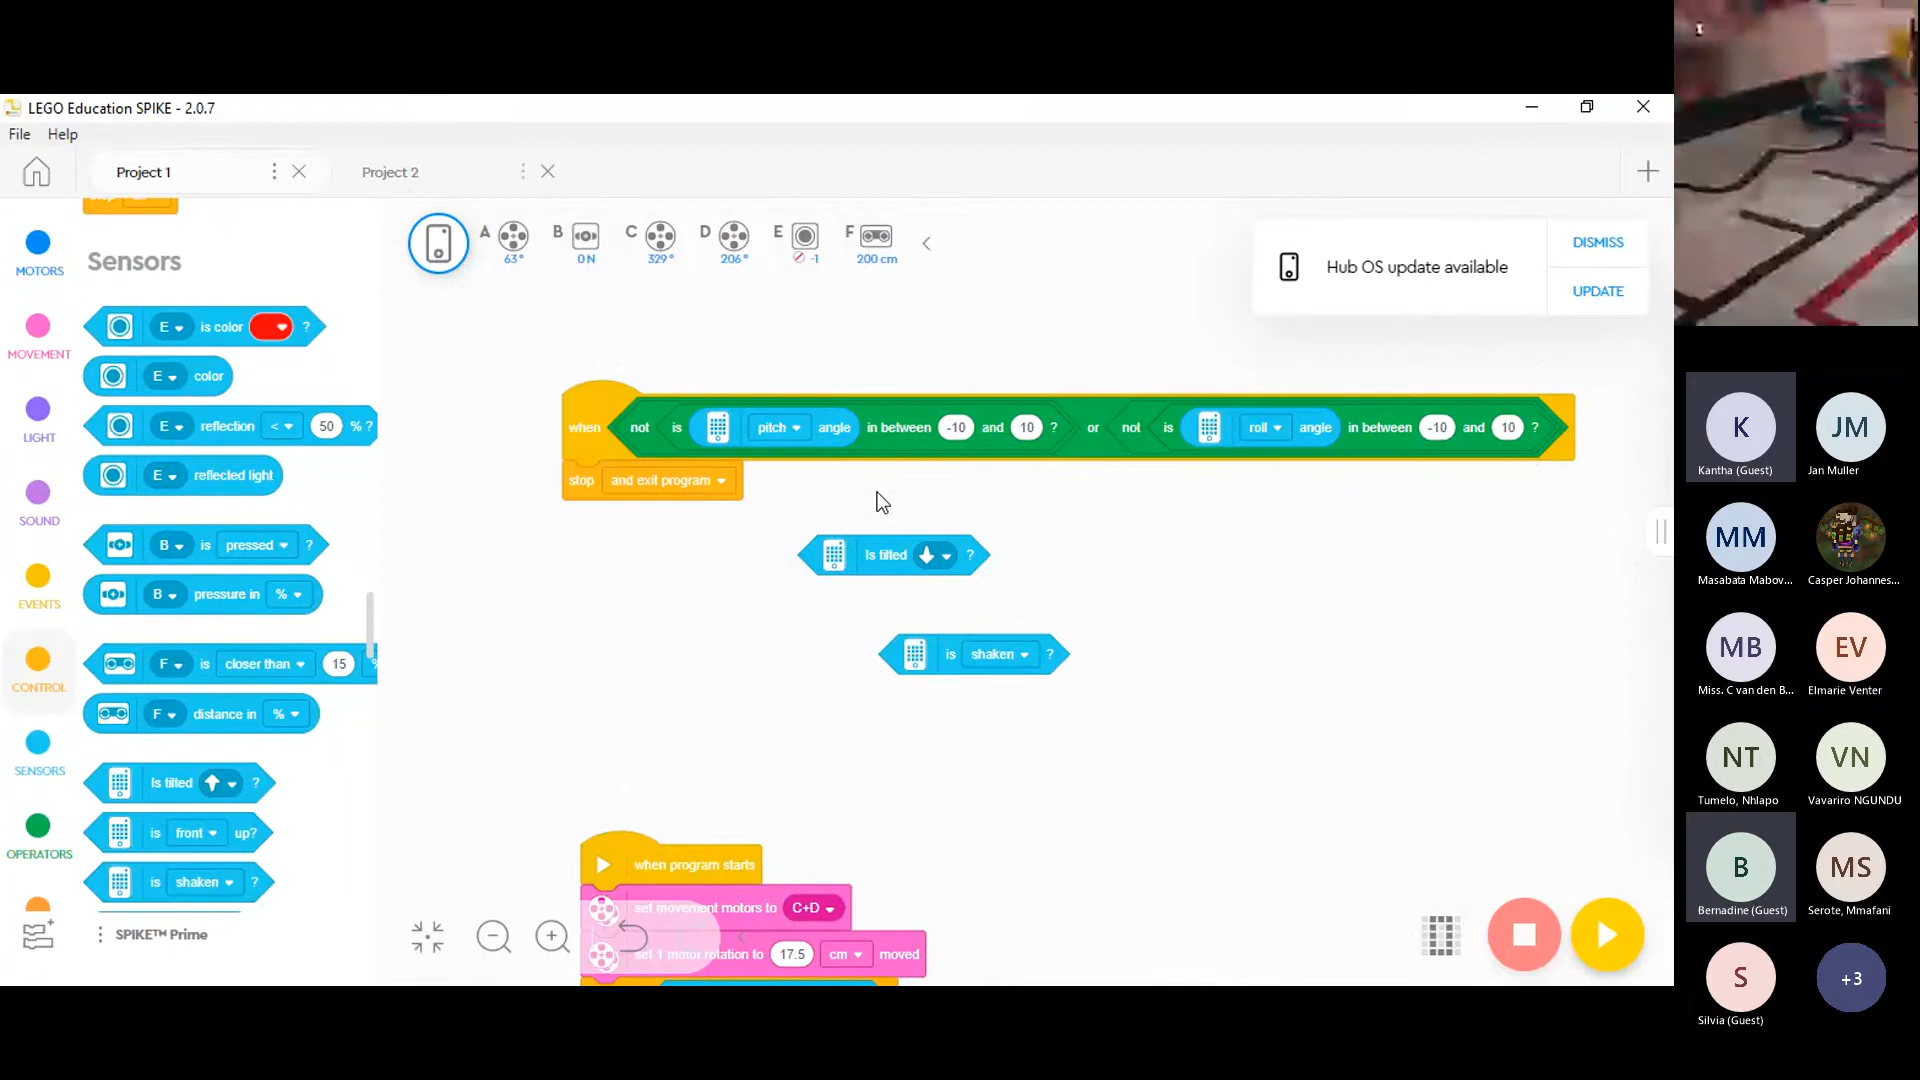 LEGO Education SPIKE - 2.0.7
File Help
Project 1
Project 2
MOTORS
MOVEMENT
LIGHT
SOUND
EVENTS
CONTROL
SENSORS
OPERATORS
Sensors
E is color ?
E color
E reflection < 50 % ?
E reflected light
B is pressed ?
B pressure in %
F is closer than 15
F distance in %
Is tilted ?
is front up?
is shaken ?
SPIKE™ Prime
A 63°
B 0 N
C 329°
D 206°
E -1
F 200 cm
Hub OS update available
DISMISS
UPDATE
when not is pitch angle in between -10 and 10 ? or not is roll angle in between -10 and 10 ?
stop and exit program
Is tilted ?
is shaken ?
when program starts
set movement motors to C+D
set 1 motor rotation to 17.5 cm moved
K
Kantha (Guest)
JM
Jan Muller
MM
Masabata Mabov...
Casper Johannes...
MB
Miss. C van den B...
EV
Elmarie Venter
NT
Tumelo, Nhlapo
VN
Vavariro NGUNDU
B
Bernadine (Guest)
MS
Serote, Mmafani
S
Silvia (Guest)
+3